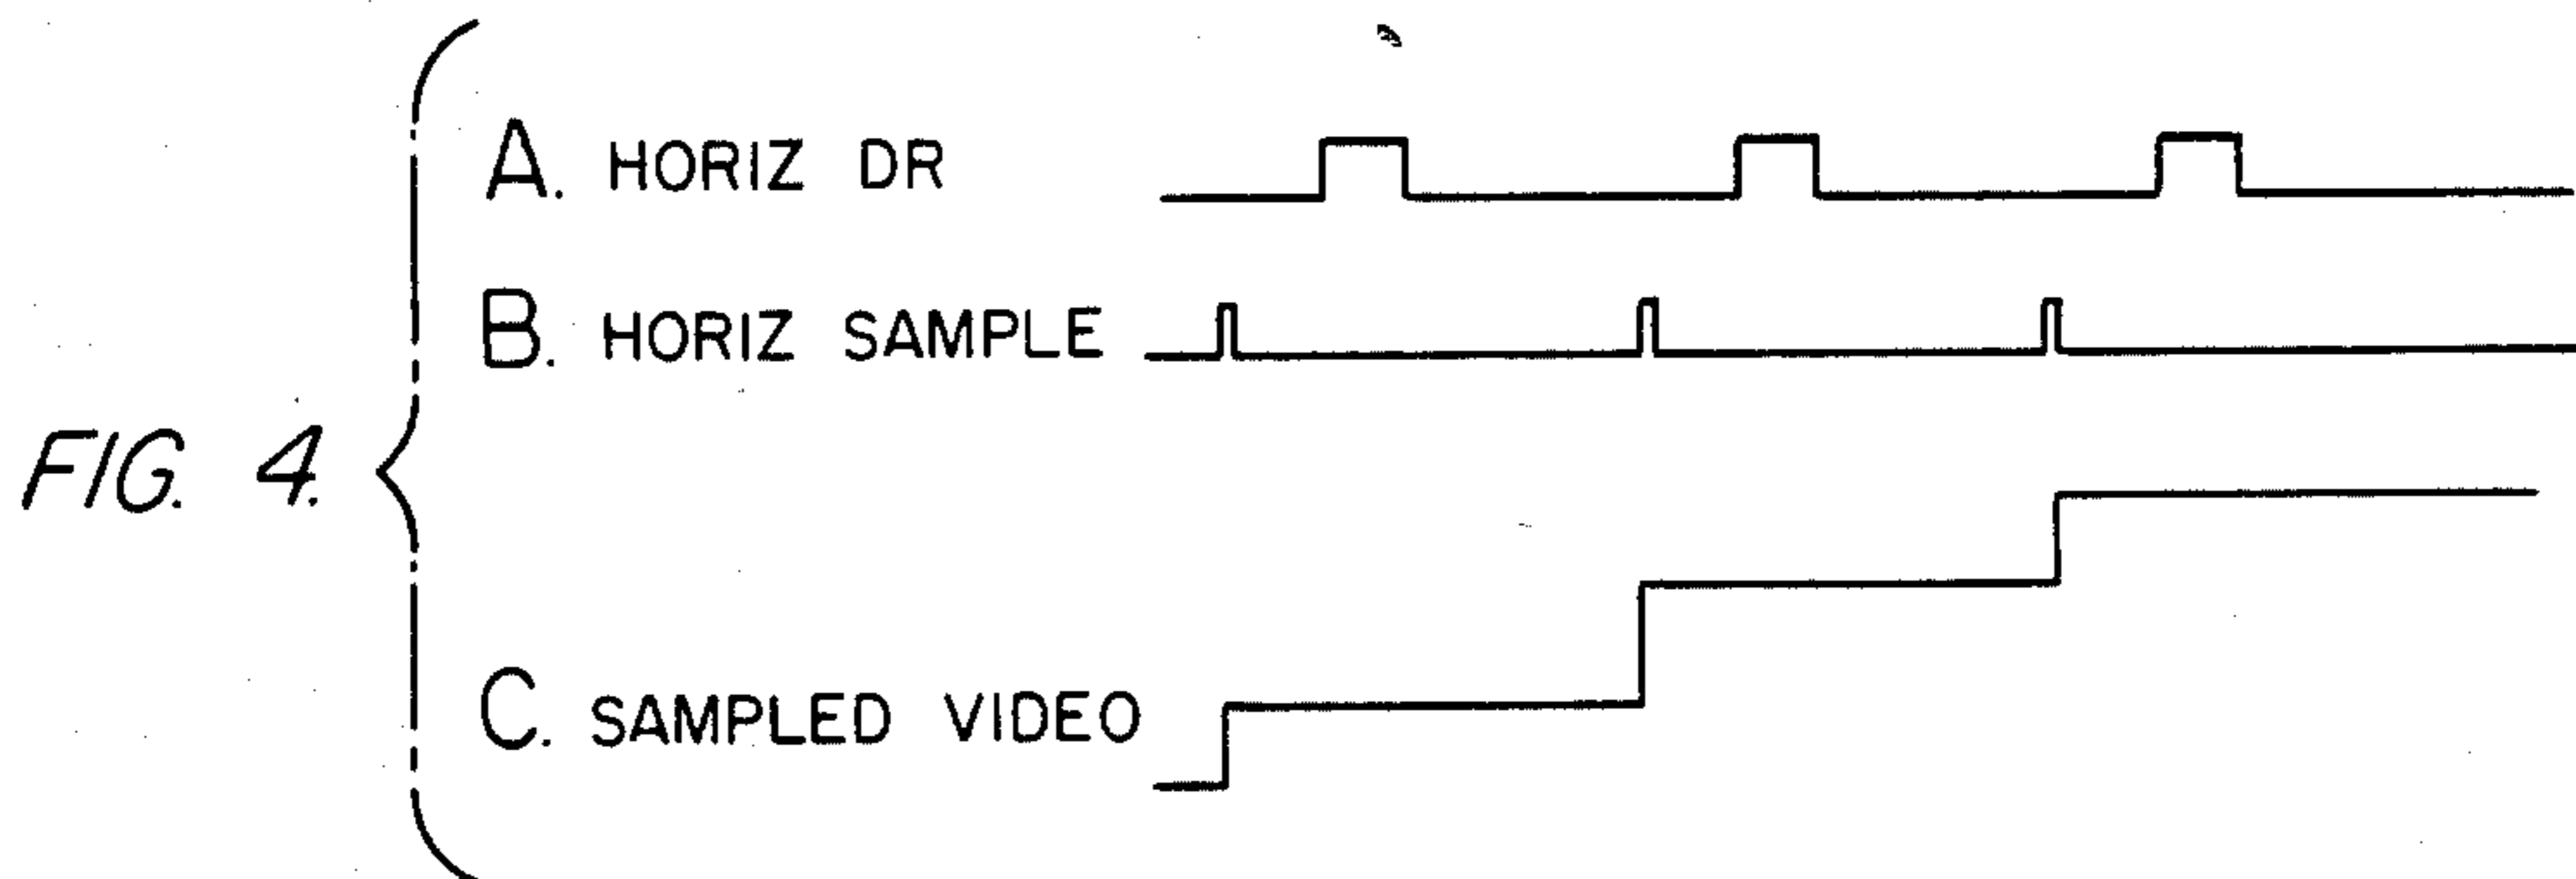 A. HORIZ DR
B. HORIZ SAMPLE
FIG. 4.
C. SAMPLED VIDEO